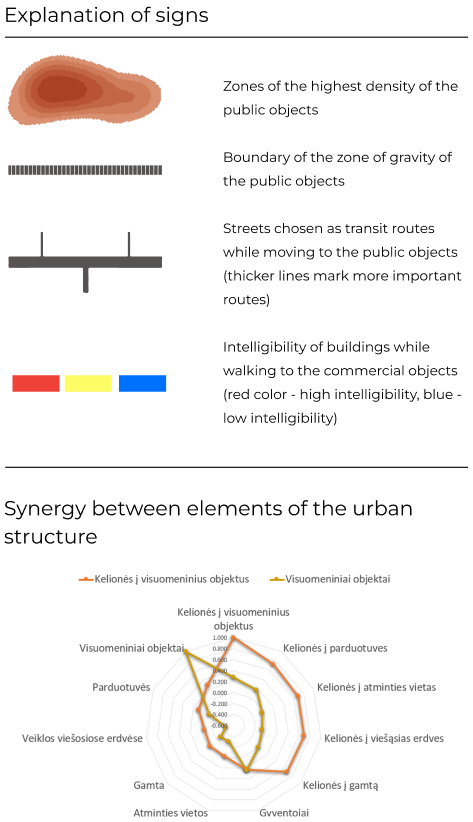 Explanation of signs
Zones of the highest density of the
public objects
Boundary of the zone of gravity of
the public objects
Streets chosen as transit routes
while moving to the public objects
(thicker lines mark more important
routes)
Intelligibility of buildings while
walking to the commercial objects
(red color - high intelligibility, blue -
low intelligibility)
Synergy between elements of the urban
structure
Kelionės į visuomeninius objektus
Visuomeniniai objektai
Kelionės į visuomeninius
objektus
1.000
0.800
0.600
0.400
0.200
0.000
-0.200
-0.400
-0.600
Kelionės į parduotuves
Kelionės į atminties vietas
Kelionės į viešąsias erdves
Kelionės į gamtą
Gyventojai
Atminties vietos
Gamta
Veiklos viešosiose erdvėse
Parduotuvės
Visuomeniniai objektai